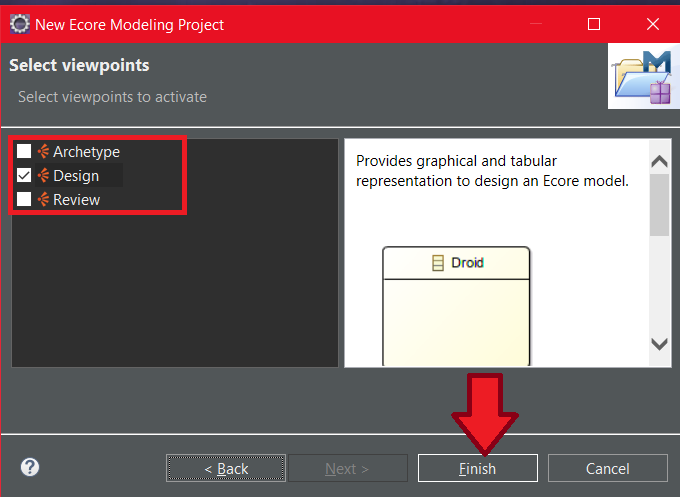 New Ecore Modeling Project
Select viewpoints
Select viewpoints to activate
Archetype
Design
Review
Provides graphical and tabular
representation to design an Ecore model.
Droid
< Back
Next >
Finish
Cancel